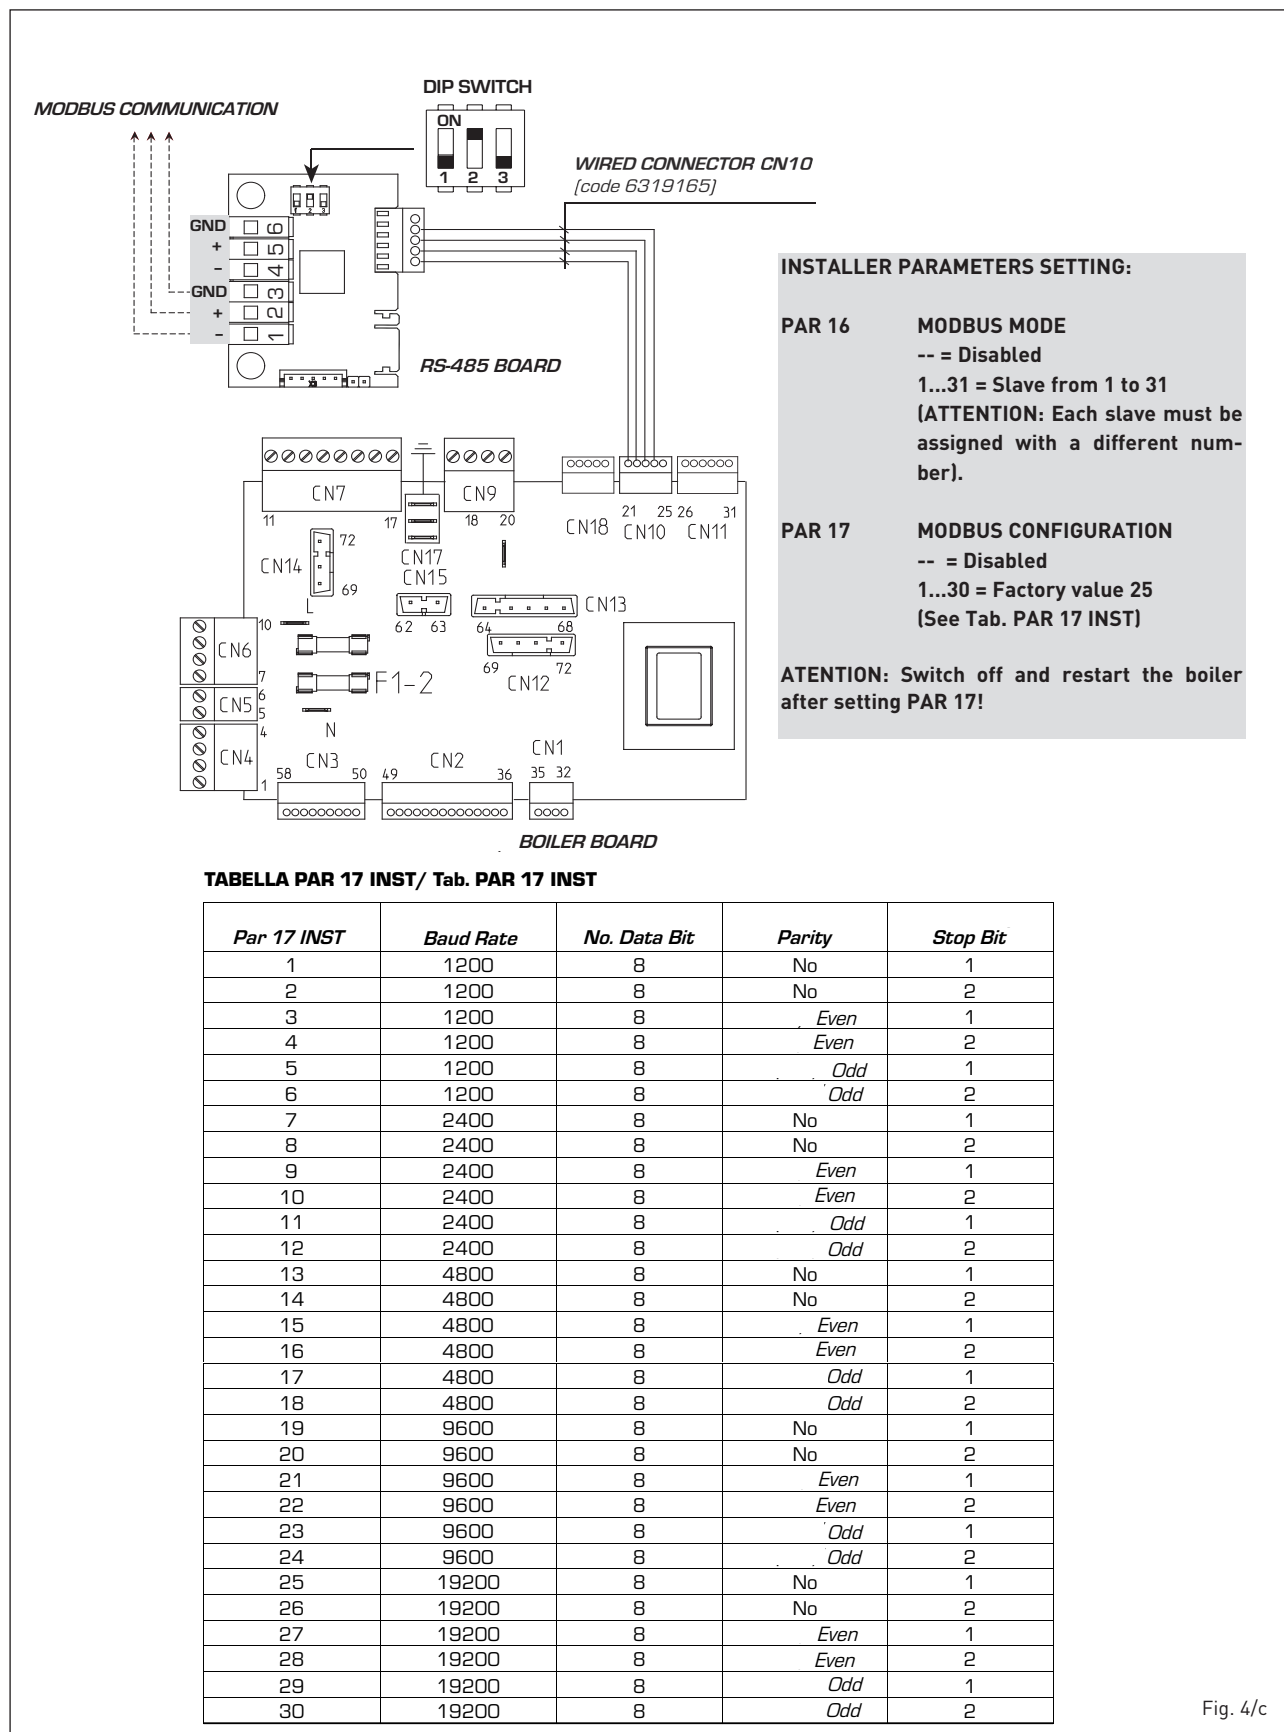 MODBUS COMMUNICATION
DIP SWITCH
ON
1 2 3
WIRED CONNECTOR CN10
(code 6319165)
1 2 3
GND 6
+ 5
– 4
GND 3
+ 2
– 1
RS-485 BOARD
INSTALLER PARAMETERS SETTING:
PAR 16 MODBUS MODE
-- = Disabled
1...31 = Slave from 1 to 31
(ATTENTION: Each slave must be
assigned with a different num-
ber).
PAR 17 MODBUS CONFIGURATION
-- = Disabled
1...30 = Factory value 25
(See Tab. PAR 17 INST)
ATENTION: Switch off and restart the boiler
after setting PAR 17!
CN7
11 17
CN9
18 20
CN18
21 25
CN10
26 31
CN11
CN14
72
69
CN17
CN15
62 63
CN13
64 68
69 72
CN12
L
10
CN6
7
F1-2
6
CN5
5
N
4
CN4
1
CN3
58 50
CN2
49 36
CN1
35 32
BOILER BOARD
TABELLA PAR 17 INST/ Tab. PAR 17 INST
Par 17 INST Baud Rate No. Data Bit Parity Stop Bit
1 1200 8 No 1
2 1200 8 No 2
3 1200 8 Even 1
4 1200 8 Even 2
5 1200 8 Odd 1
6 1200 8 Odd 2
7 2400 8 No 1
8 2400 8 No 2
9 2400 8 Even 1
10 2400 8 Even 2
11 2400 8 Odd 1
12 2400 8 Odd 2
13 4800 8 No 1
14 4800 8 No 2
15 4800 8 Even 1
16 4800 8 Even 2
17 4800 8 Odd 1
18 4800 8 Odd 2
19 9600 8 No 1
20 9600 8 No 2
21 9600 8 Even 1
22 9600 8 Even 2
23 9600 8 Odd 1
24 9600 8 Odd 2
25 19200 8 No 1
26 19200 8 No 2
27 19200 8 Even 1
28 19200 8 Even 2
29 19200 8 Odd 1
30 19200 8 Odd 2
Fig. 4/c